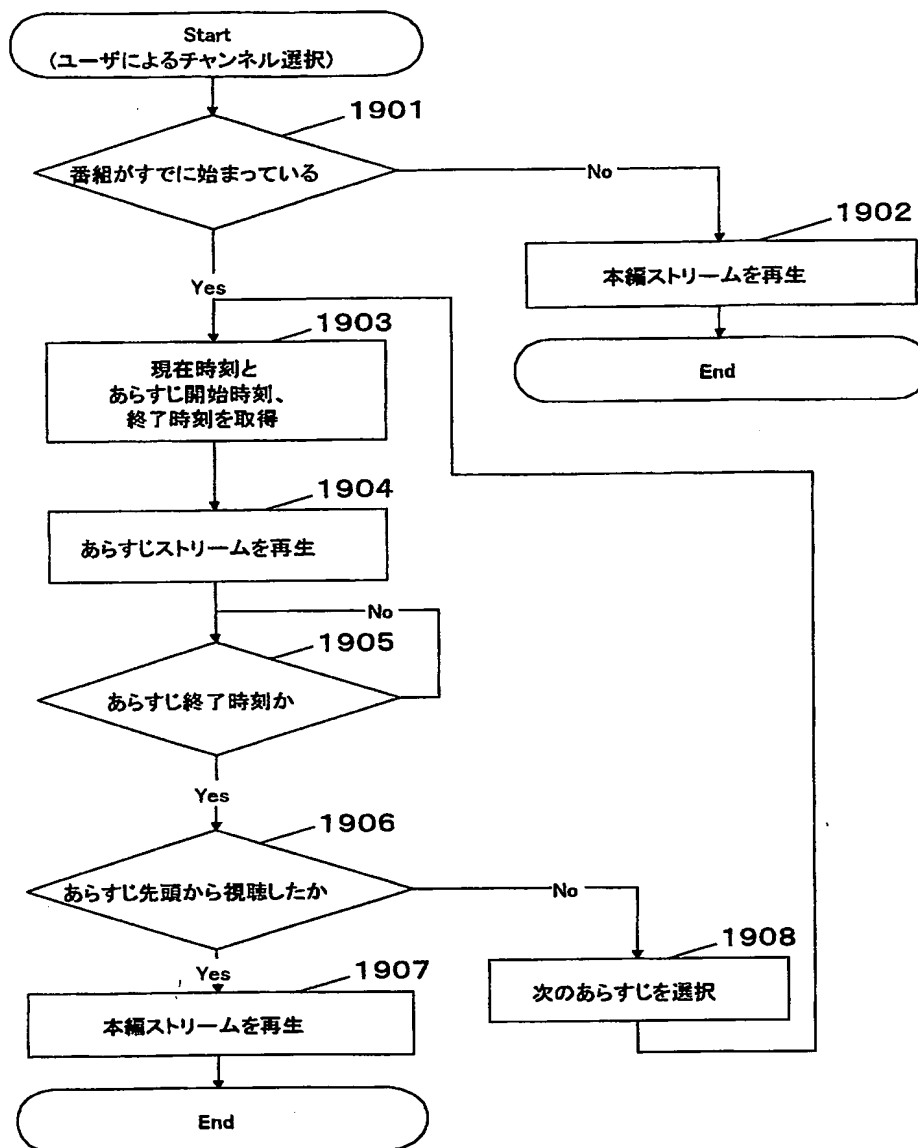 Start
(ユーザによるチャンネル選択)
1901
番組がすでに始まっている
No
1902
本編ストリームを再生
End
Yes
1903
現在時刻と
あらすじ開始時刻、
終了時刻を取得
1904
あらすじストリームを再生
No
1905
あらすじ終了時刻か
Yes
1906
あらすじ先頭から視聴したか
No
1908
次のあらすじを選択
Yes
1907
本編ストリームを再生
End